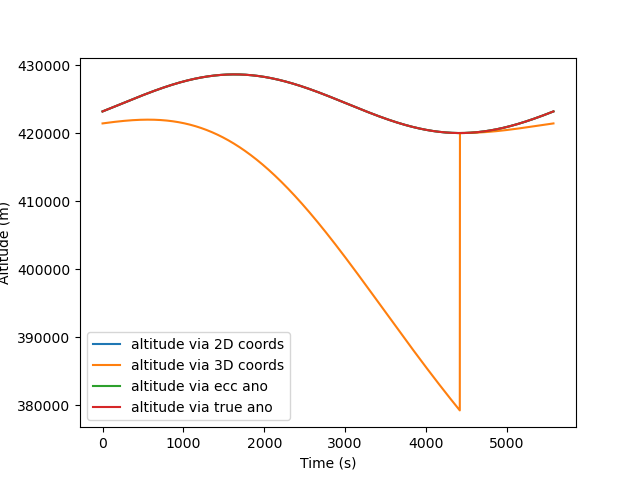 430000
420000
410000
400000
390000
380000
Altitude (m)
altitude via 2D coords
altitude via 3D coords
altitude via ecc ano
altitude via true ano
0 1000 2000 3000 4000 5000
Time (s)